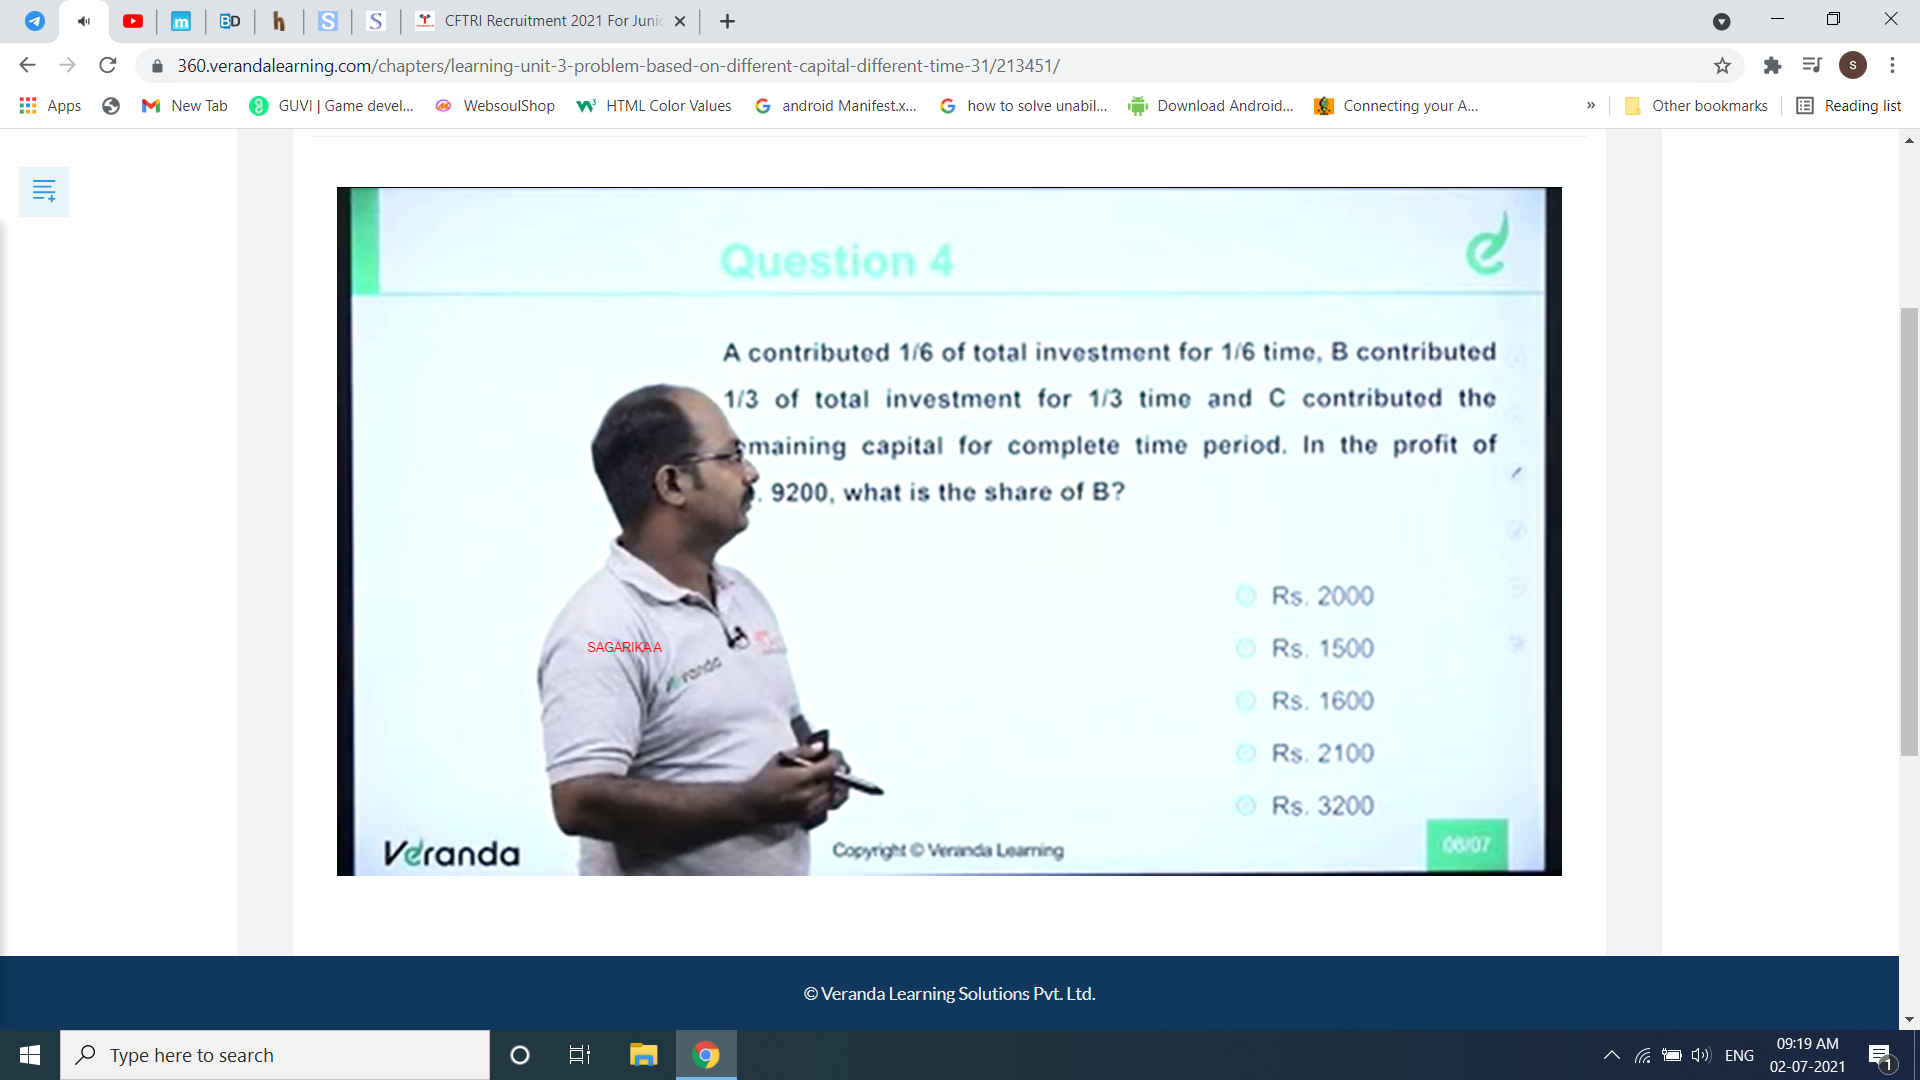 CFTRI Recruitment 2021 For Juni
360.verandalearning.com/chapters/learning-unit-3-problem-based-on-different-capital-different-time-31/213451/
s
Apps
New Tab
GUVI | Game devel...
WebsoulShop
HTML Color Values
android Manifest.x...
how to solve unabil...
Download Android...
Connecting your A...
»
Other bookmarks
Reading list
Question 4
A contributed 1/6 of total investment for 1/6 time, B contributed
1/3 of total investment for 1/3 time and C contributed the
maining capital for complete time period. In the profit of
. 9200, what is the share of B?
Rs. 2000
Rs. 1500
Rs. 1600
Rs. 2100
Rs. 3200
SAGARIKA A
Veranda
Copyright © Veranda Learning
06/07
© Veranda Learning Solutions Pvt. Ltd.
Type here to search
ENG
09:19 AM
02-07-2021
1